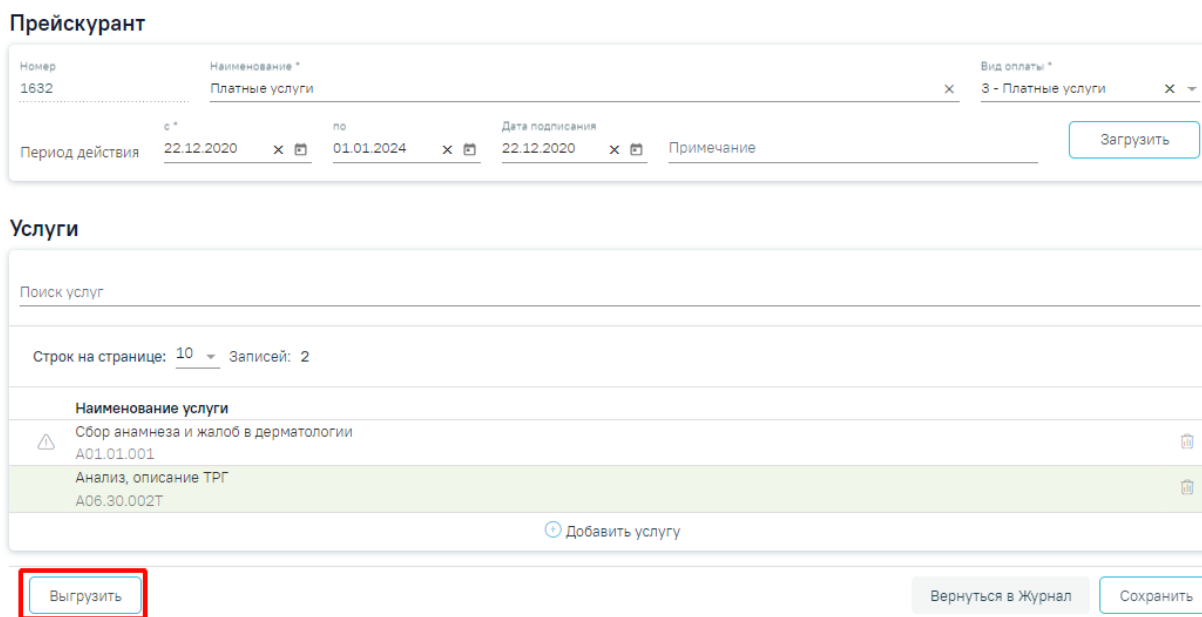 Прейскурант
Номер Наименование * Вид оплаты *
1632 Платные услуги 3 - Платные услуги
с * по Дата подписания
Период действия 22.12.2020 01.01.2024 22.12.2020 Примечание Загрузить
Услуги
Поиск услуг
Строк на странице: 10 Записей: 2
Наименование услуги
Сбор анамнеза и жалоб в дерматологии
A01.01.001
Анализ, описание ТРГ
A06.30.002Т
Добавить услугу
Выгрузить Вернуться в Журнал Сохранить